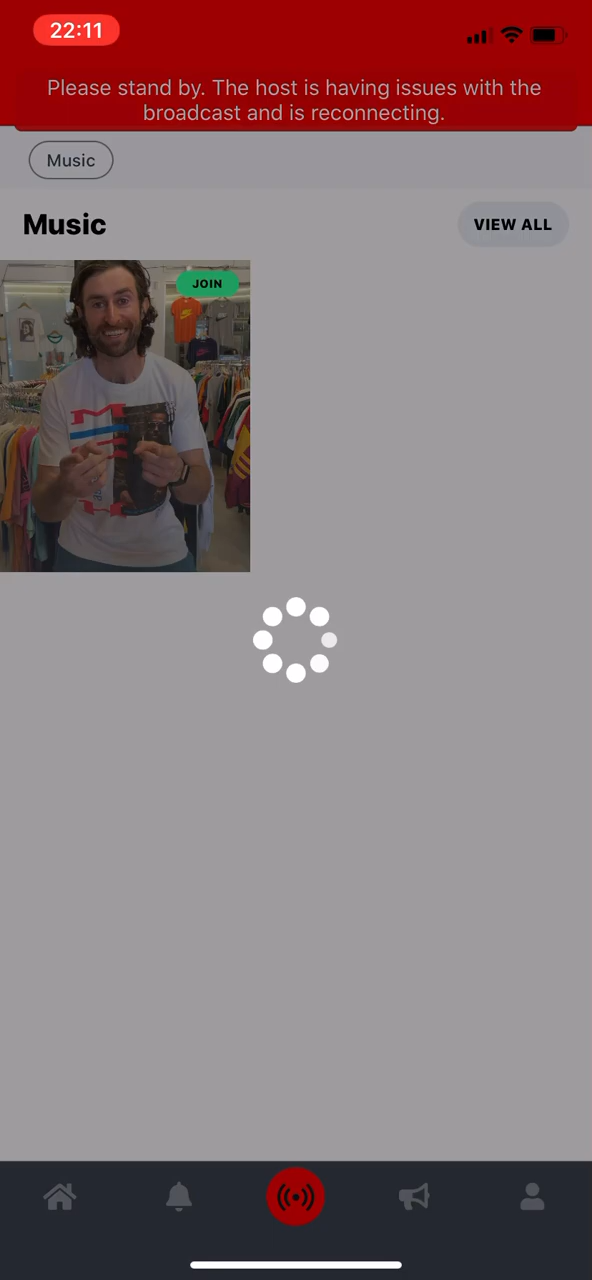 22:11
Please stand by. The host is having issues with the
broadcast and is reconnecting.
Music
Music
VIEW ALL
JOIN